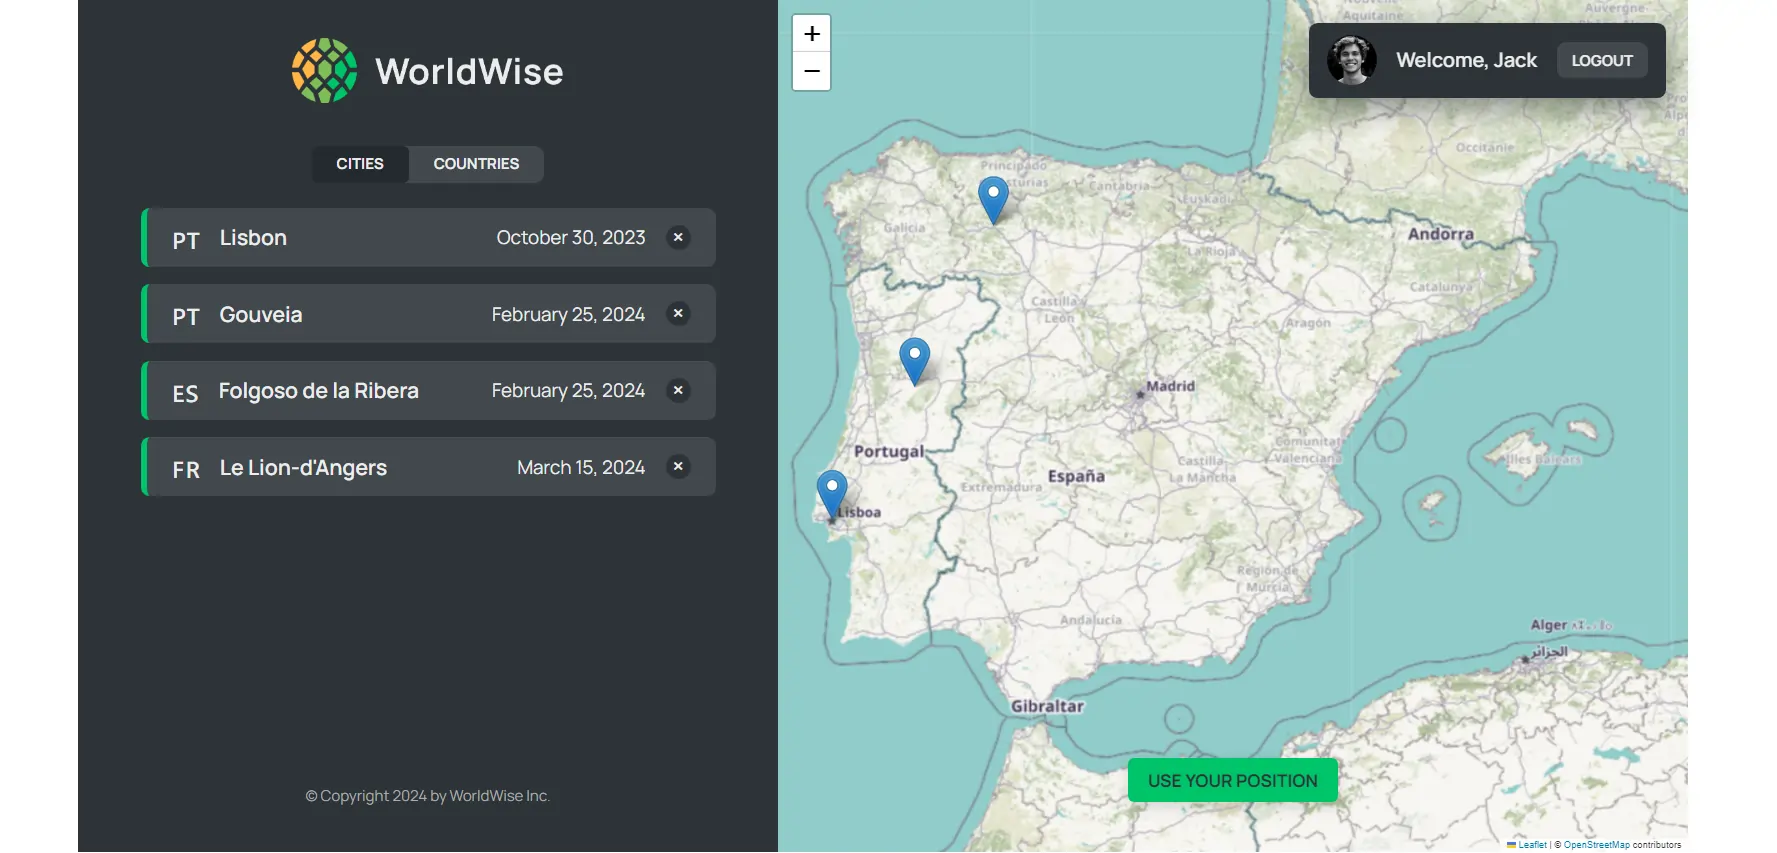 WorldWise
CITIES
COUNTRIES
PT Lisbon October 30, 2023 ×
PT Gouveia February 25, 2024 ×
ES Folgoso de la Ribera February 25, 2024 ×
FR Le Lion-d'Angers March 15, 2024 ×
© Copyright 2024 by WorldWise Inc.
+
−
Welcome, Jack
LOGOUT
Nouvelle
Aquitaine
Auvergne-
Occitanie
Principado
Asturias
Cantabria
Euskadi
Galicia
La Rioja
Andorra
Catalunya
Castilla
León
Aragón
Madrid
Portugal
España
Extremadura
Castilla-
La Mancha
Comunitat
Valenciana
Illes Balears
Lisboa
Región de
Murcia
Andalucía
Gibraltar
Alger
الجزائر
USE YOUR POSITION
Leaflet | © OpenStreetMap contributors